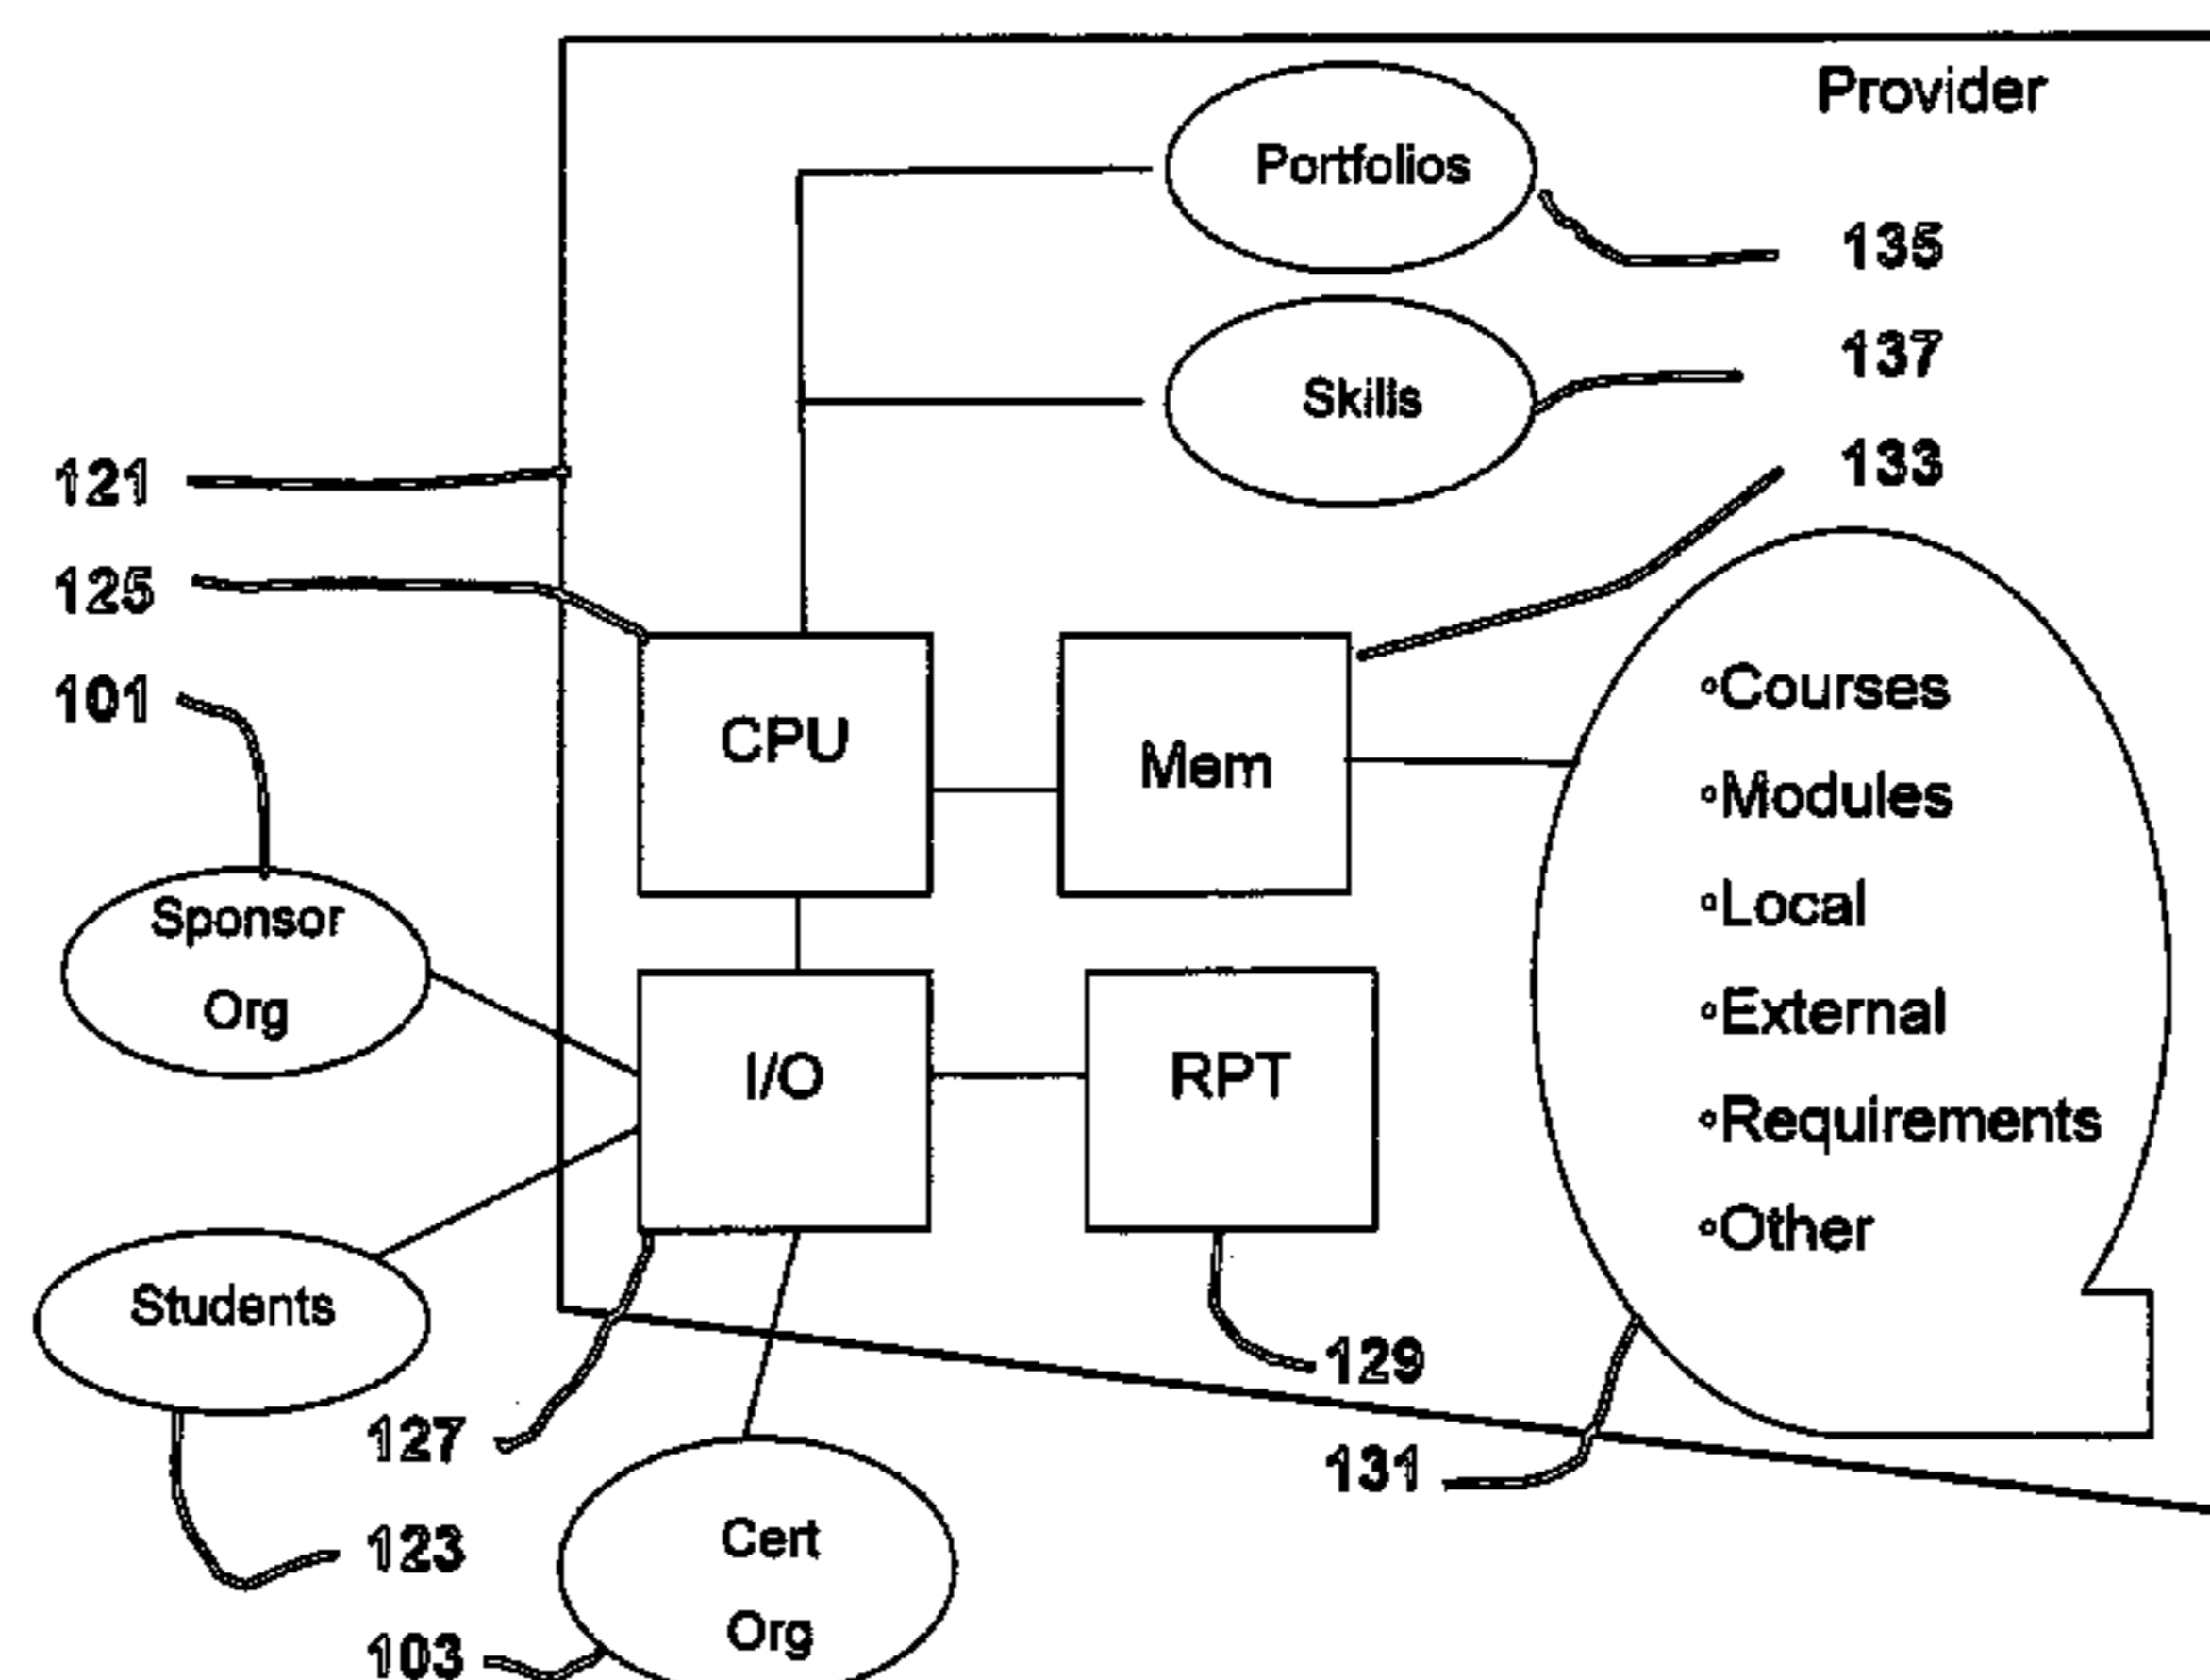 Provider
Portfolios
135
137
Skills
133
121
125
101
CPU
Mem
Sponsor
Org
I/O
RPT
◦Courses
◦Modules
◦Local
◦External
◦Requirements
◦Other
Students
129
127
131
123
Cert
Org
103